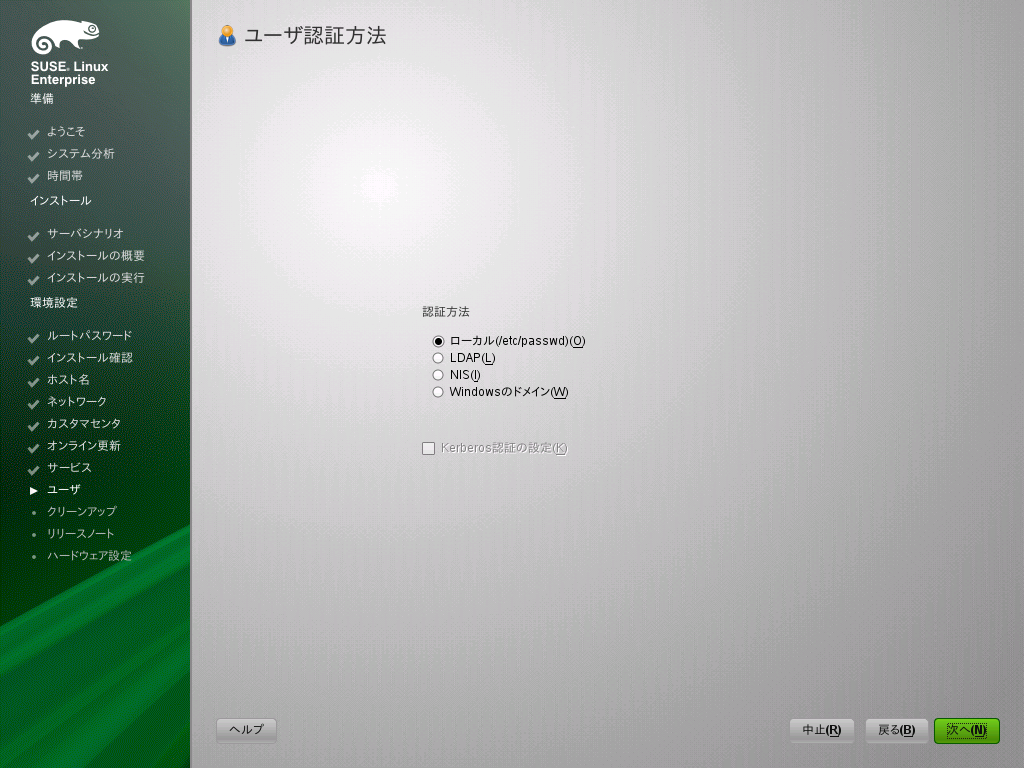 SUSE® Linux
Enterprise
準備
ようこそ
システム分析
時間帯
インストール
サーバシナリオ
インストールの概要
インストールの実行
環境設定
ルートパスワード
インストール確認
ホスト名
ネットワーク
カスタマセンタ
オンライン更新
サービス
ユーザ
クリーンアップ
リリースノート
ハードウェア設定
ユーザ認証方法
認証方法
ローカル(/etc/passwd)(O)
LDAP(L)
NIS(I)
Windowsのドメイン(W)
Kerberos認証の設定(K)
ヘルプ
中止(R)
戻る(B)
次へ(N)